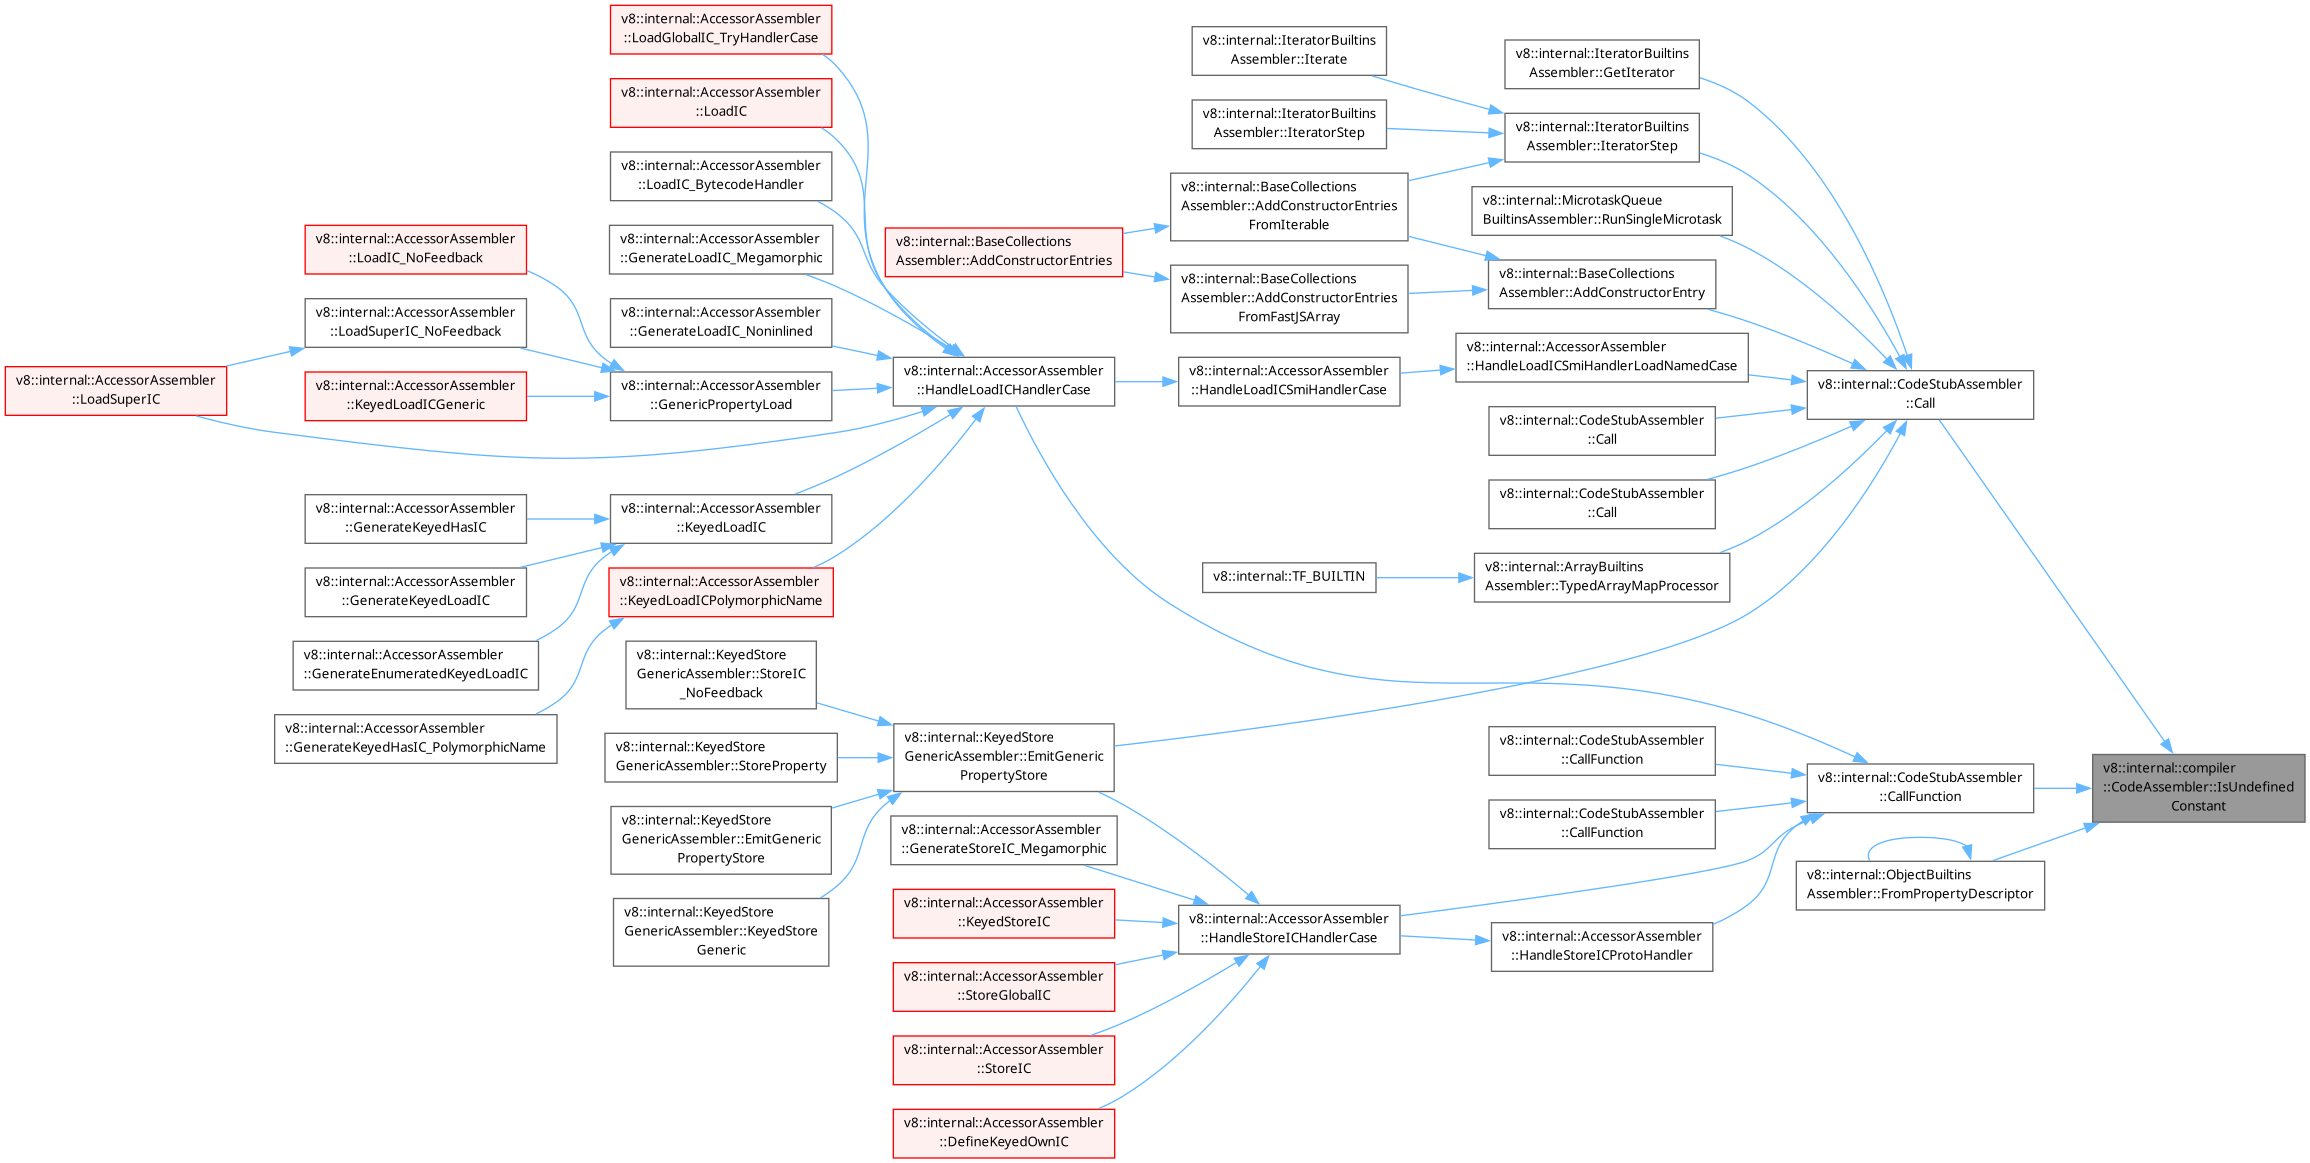 v8::internal::AccessorAssembler
::LoadGlobalIC_TryHandlerCase
v8::internal::AccessorAssembler
::LoadIC
v8::internal::AccessorAssembler
::LoadIC_BytecodeHandler
v8::internal::AccessorAssembler
::GenerateLoadIC_Megamorphic
v8::internal::AccessorAssembler
::GenerateLoadIC_Noninlined
v8::internal::AccessorAssembler
::GenericPropertyLoad
v8::internal::AccessorAssembler
::LoadIC_NoFeedback
v8::internal::AccessorAssembler
::LoadSuperIC_NoFeedback
v8::internal::AccessorAssembler
::KeyedLoadICGeneric
v8::internal::AccessorAssembler
::LoadSuperIC
v8::internal::AccessorAssembler
::GenerateKeyedHasIC
v8::internal::AccessorAssembler
::GenerateKeyedLoadIC
v8::internal::AccessorAssembler
::GenerateEnumeratedKeyedLoadIC
v8::internal::AccessorAssembler
::GenerateKeyedHasIC_PolymorphicName
v8::internal::AccessorAssembler
::KeyedLoadIC
v8::internal::AccessorAssembler
::KeyedLoadICPolymorphicName
v8::internal::KeyedStore
GenericAssembler::StoreIC
_NoFeedback
v8::internal::KeyedStore
GenericAssembler::StoreProperty
v8::internal::KeyedStore
GenericAssembler::EmitGeneric
PropertyStore
v8::internal::KeyedStore
GenericAssembler::KeyedStore
Generic
v8::internal::BaseCollections
Assembler::AddConstructorEntries
v8::internal::AccessorAssembler
::HandleLoadICHandlerCase
v8::internal::KeyedStore
GenericAssembler::EmitGeneric
PropertyStore
v8::internal::AccessorAssembler
::GenerateStoreIC_Megamorphic
v8::internal::AccessorAssembler
::KeyedStoreIC
v8::internal::AccessorAssembler
::StoreGlobalIC
v8::internal::AccessorAssembler
::StoreIC
v8::internal::AccessorAssembler
::DefineKeyedOwnIC
v8::internal::IteratorBuiltins
Assembler::Iterate
v8::internal::IteratorBuiltins
Assembler::IteratorStep
v8::internal::BaseCollections
Assembler::AddConstructorEntries
FromIterable
v8::internal::BaseCollections
Assembler::AddConstructorEntries
FromFastJSArray
v8::internal::AccessorAssembler
::HandleLoadICSmiHandlerCase
v8::internal::TF_BUILTIN
v8::internal::AccessorAssembler
::HandleStoreICHandlerCase
v8::internal::IteratorBuiltins
Assembler::GetIterator
v8::internal::IteratorBuiltins
Assembler::IteratorStep
v8::internal::MicrotaskQueue
BuiltinsAssembler::RunSingleMicrotask
v8::internal::BaseCollections
Assembler::AddConstructorEntry
v8::internal::AccessorAssembler
::HandleLoadICSmiHandlerLoadNamedCase
v8::internal::CodeStubAssembler
::Call
v8::internal::CodeStubAssembler
::Call
v8::internal::ArrayBuiltins
Assembler::TypedArrayMapProcessor
v8::internal::CodeStubAssembler
::CallFunction
v8::internal::CodeStubAssembler
::CallFunction
v8::internal::AccessorAssembler
::HandleStoreICProtoHandler
v8::internal::CodeStubAssembler
::Call
v8::internal::CodeStubAssembler
::CallFunction
v8::internal::ObjectBuiltins
Assembler::FromPropertyDescriptor
v8::internal::compiler
::CodeAssembler::IsUndefined
Constant